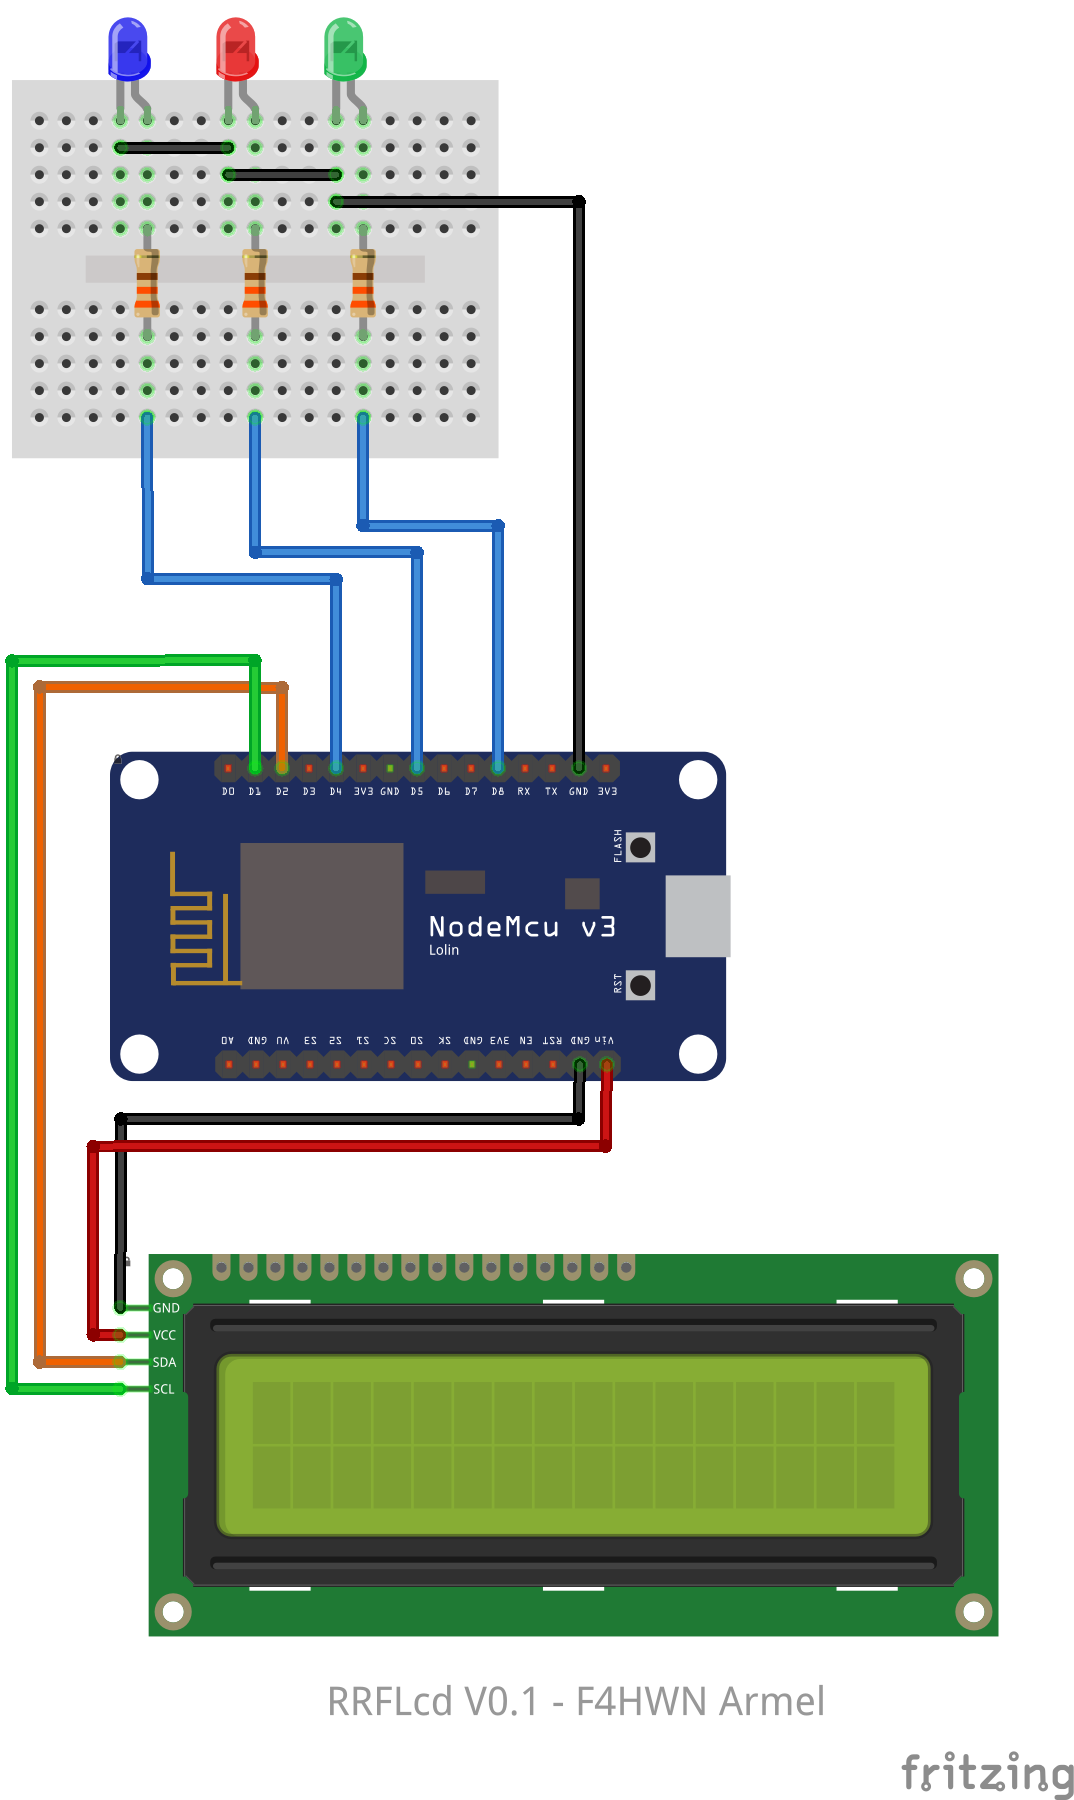 D0 D1 D2 D3 D4 3V3 GND D5 D6 D7 D8 RX TX GND 3V3
FLASH
NodeMcu v3
Lolin
RST
A0 GND VU S3 S2 S1 SC S0 SK GND 3V3 EN RST GND Vin
GND
VCC
SDA
SCL
RRFLcd V0.1 - F4HWN Armel
fritzing